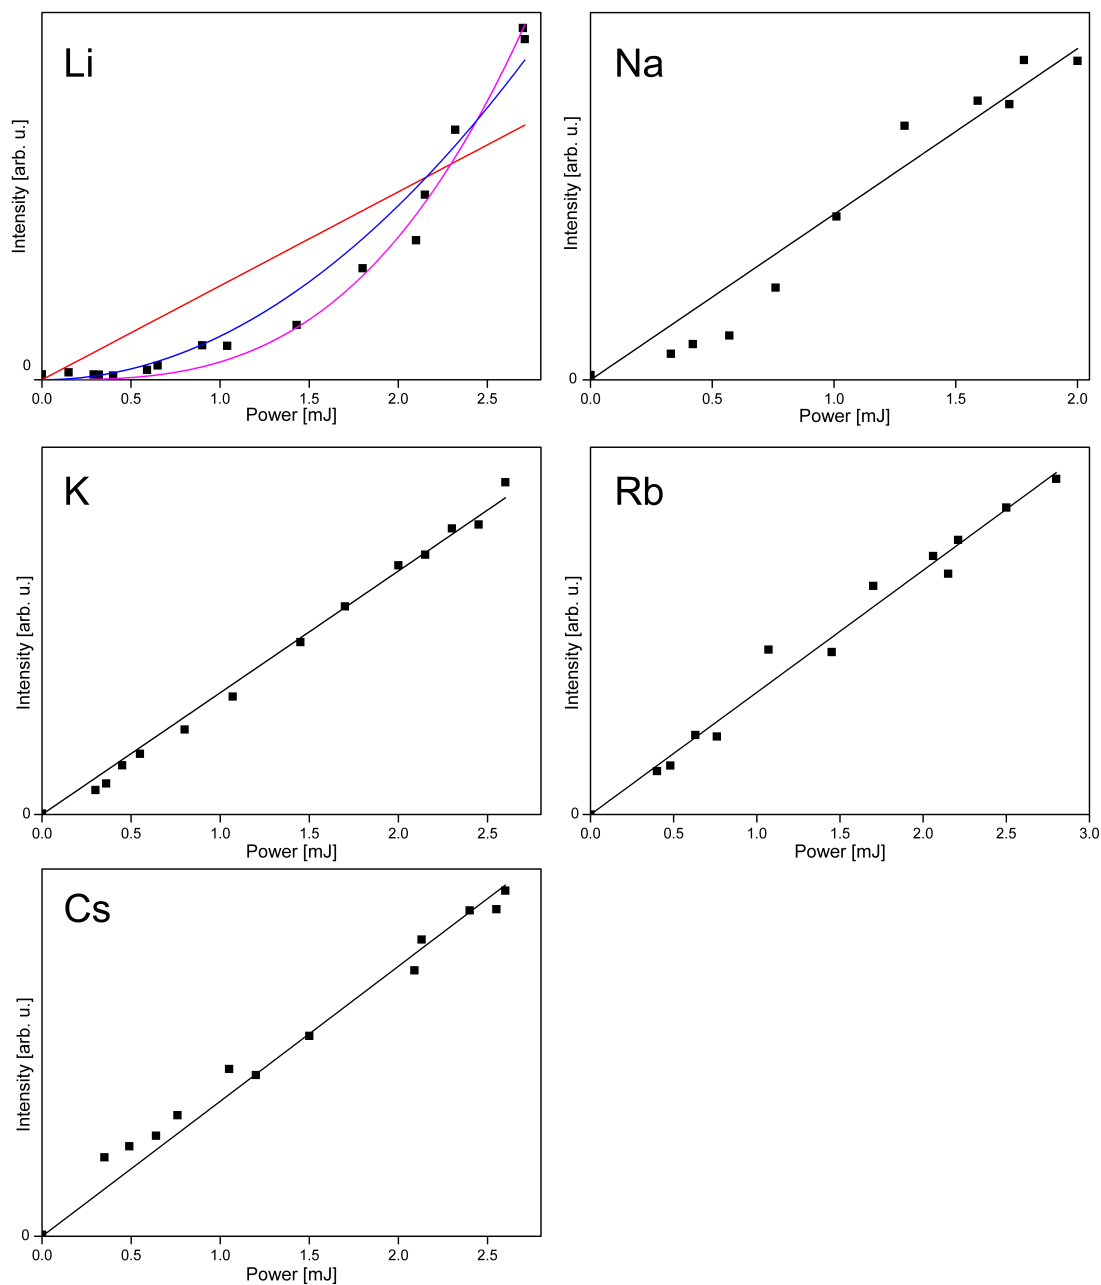 Li
Intensity [arb. u.]
0
0.0 0.5 1.0 1.5 2.0 2.5
Power [mJ]
Na
Intensity [arb. u.]
0
0.0 0.5 1.0 1.5 2.0
Power [mJ]
K
Intensity [arb. u.]
0
0.0 0.5 1.0 1.5 2.0 2.5
Power [mJ]
Rb
Intensity [arb. u.]
0
0.0 0.5 1.0 1.5 2.0 2.5 3.0
Power [mJ]
Cs
Intensity [arb. u.]
0
0.0 0.5 1.0 1.5 2.0 2.5
Power [mJ]